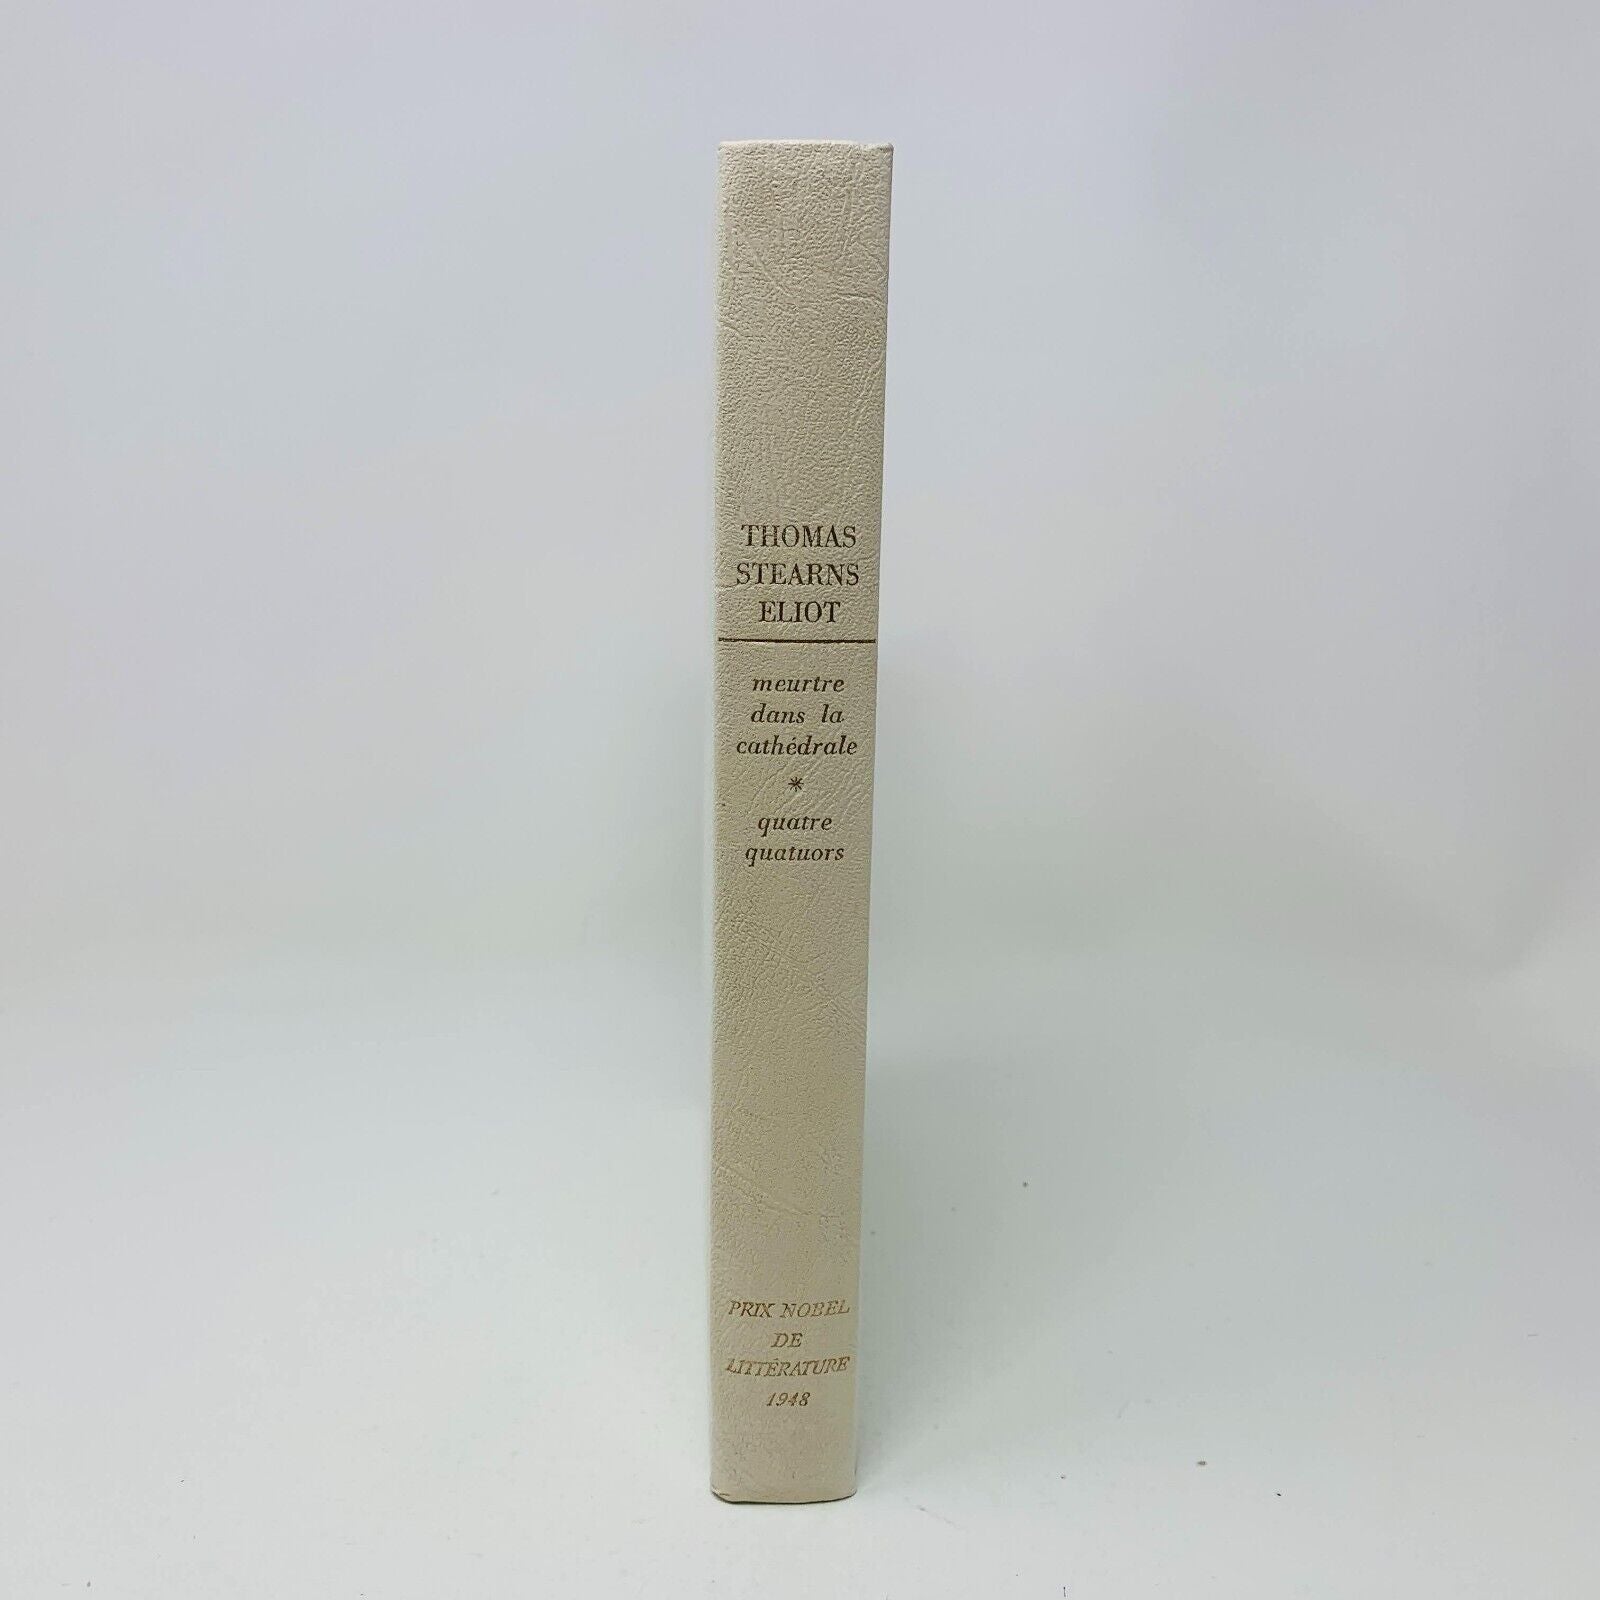 THOMAS
STEARNS
ELIOT
meurtre
dans la
cathédrale
*
quatre
quatuors
PRIX NOBEL
DE
LITTÉRATURE
1948